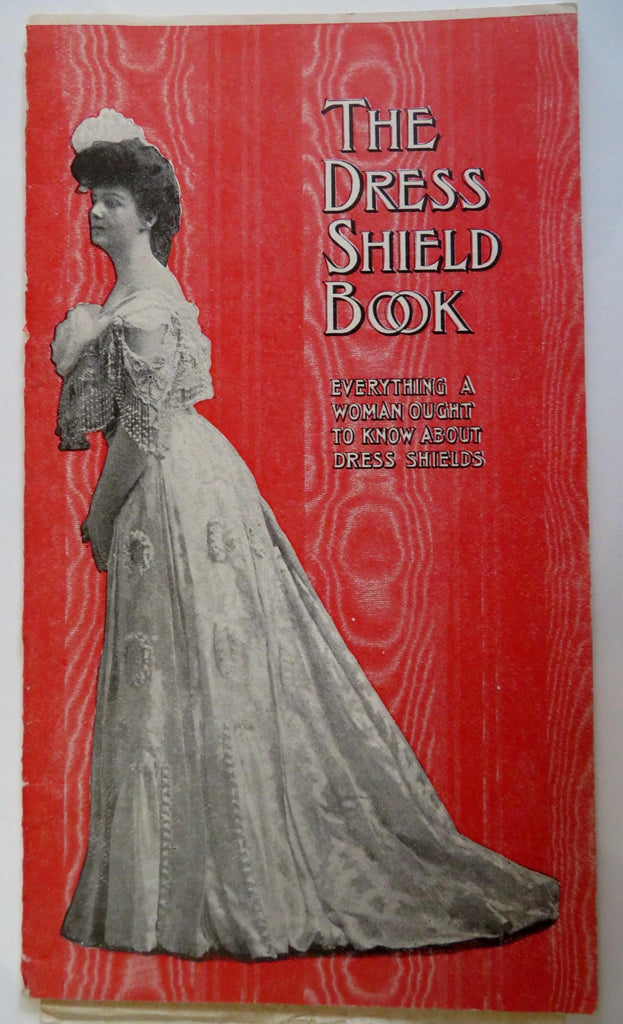 THE
DRESS
SHIELD
BOOK
EVERYTHING A
WOMAN OUGHT
TO KNOW ABOUT
DRESS SHIELDS